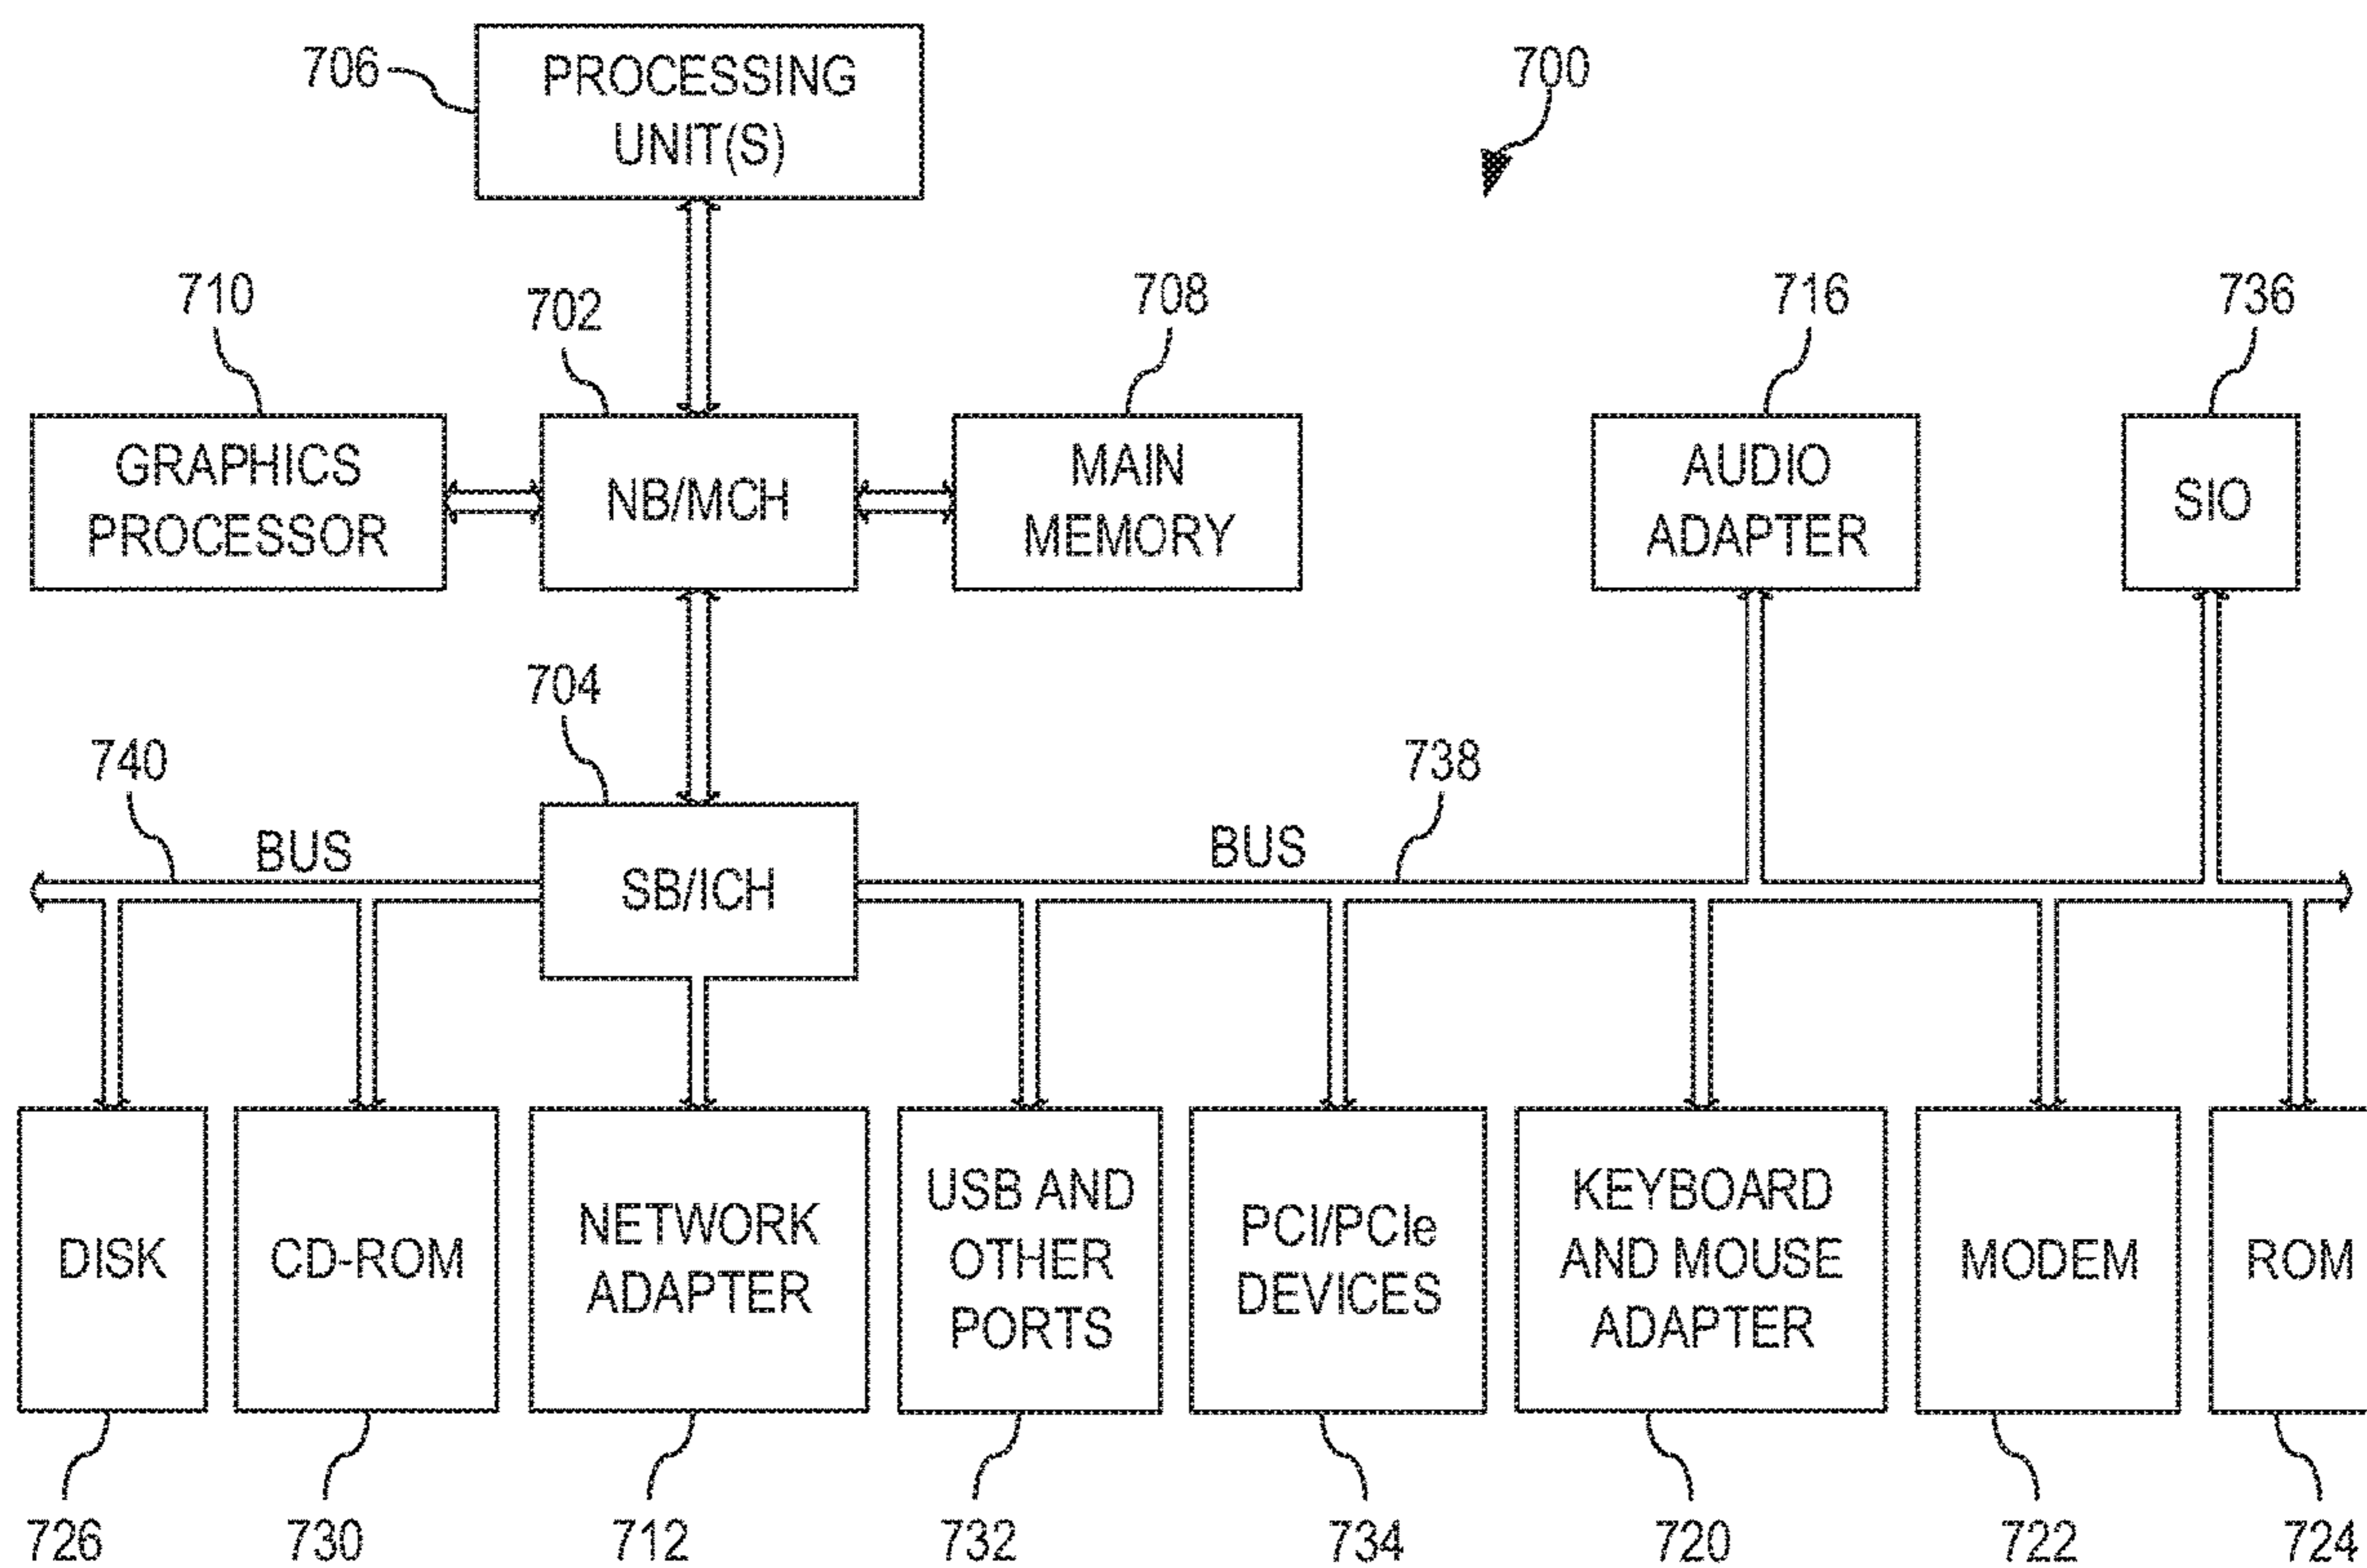 706
PROCESSING
UNIT(S)
700
710
702
708
716
736
GRAPHICS
PROCESSOR
NB/MCH
MAIN
MEMORY
AUDIO
ADAPTER
SIO
704
740
738
BUS
BUS
SB/ICH
DISK
CD-ROM
NETWORK
ADAPTER
USB AND
OTHER
PORTS
PCI/PCIe
DEVICES
KEYBOARD
AND MOUSE
ADAPTER
MODEM
ROM
726
730
712
732
734
720
722
724